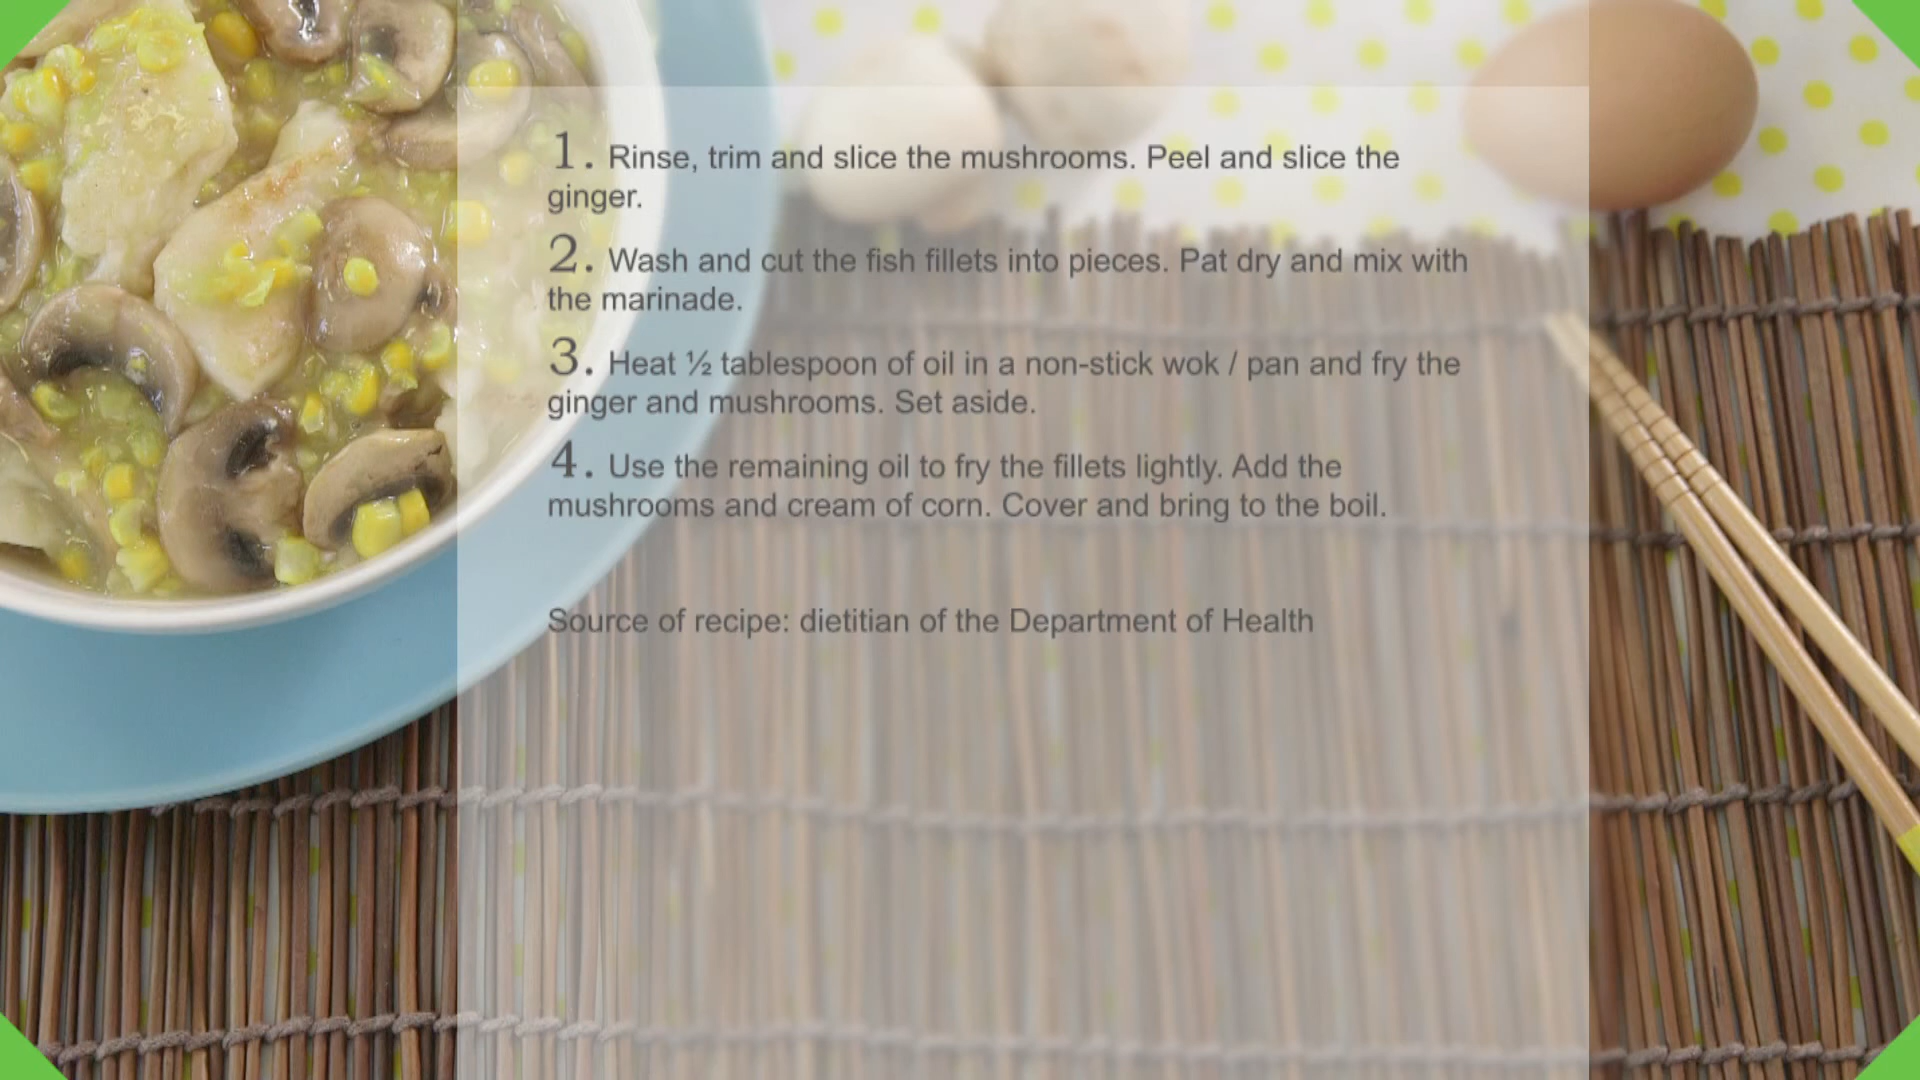 1. Rinse, trim and slice the mushrooms. Peel and slice the
ginger.
2. Wash and cut the fish fillets into pieces. Pat dry and mix with
the marinade.
3. Heat ½ tablespoon of oil in a non-stick wok / pan and fry the
ginger and mushrooms. Set aside.
4. Use the remaining oil to fry the fillets lightly. Add the
mushrooms and cream of corn. Cover and bring to the boil.
Source of recipe: dietitian of the Department of Health